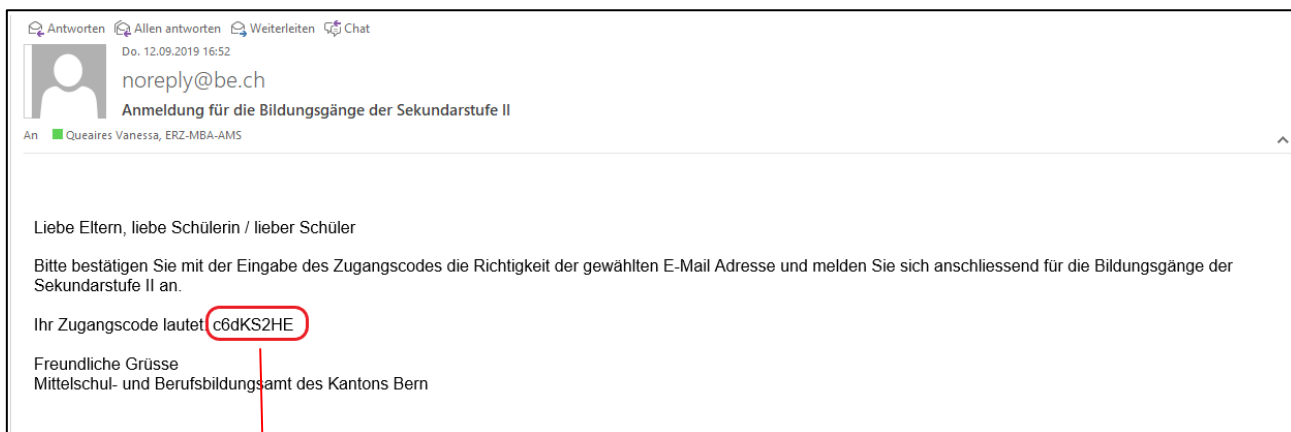 Antworten Allen antworten Weiterleiten Chat
Do. 12.09.2019 16:52
noreply@be.ch
Anmeldung für die Bildungsgänge der Sekundarstufe II
An Queaires Vanessa, ERZ-MBA-AMS
Liebe Eltern, liebe Schülerin / lieber Schüler
Bitte bestätigen Sie mit der Eingabe des Zugangscodes die Richtigkeit der gewählten E-Mail Adresse und melden Sie sich anschliessend für die Bildungsgänge der
Sekundarstufe II an.
Ihr Zugangscode lautet: c6dKS2HE
Freundliche Grüsse
Mittelschul- und Berufsbildungsamt des Kantons Bern